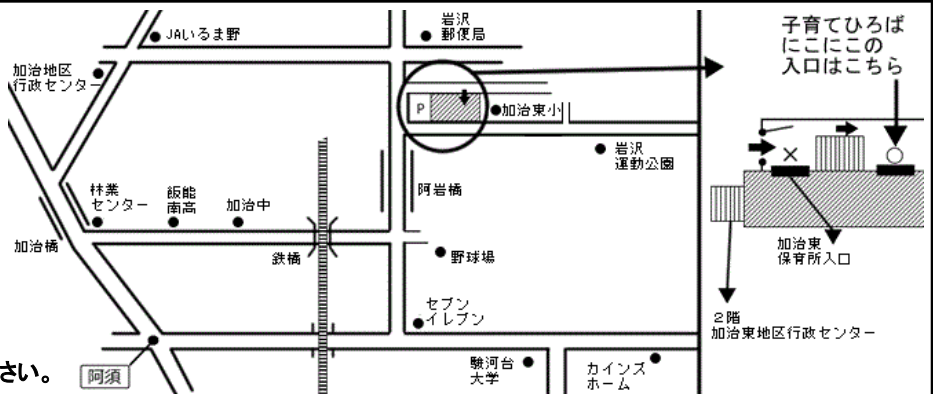 JAいるま野
岩沢
郵便局
加治地区
行政センター
P
加治東小
岩沢
運動公園
林業
センター
飯能
南高
加治中
阿岩橋
加治橋
鉄橋
野球場
セブン
イレブン
さい。
阿須
駿河台
大学
カインズ
ホーム
子育てひろば
にこにこの
入口はこちら
加治東
保育所入口
2階
加治東地区行政センター